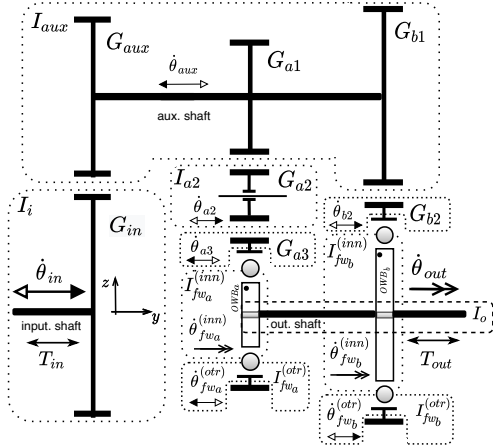 I_aux
G_aux
G_a1
G_b1
θ̇_aux
aux. shaft
I_a2
G_a2
θ̇_a2
I_i
G_in
θ̇_b2
G_b2
θ̇_a3
G_a3
I_fw_b^(inn)
θ̇_in
z
y
I_fw_a^(inn)
OWB_a
OWB_b
θ̇_out
input. shaft
out. shaft
I_o
T_in
θ̇_fw_a^(inn)
θ̇_fw_b^(inn)
T_out
θ̇_fw_a^(otr)
I_fw_a^(otr)
θ̇_fw_b^(otr)
I_fw_b^(otr)